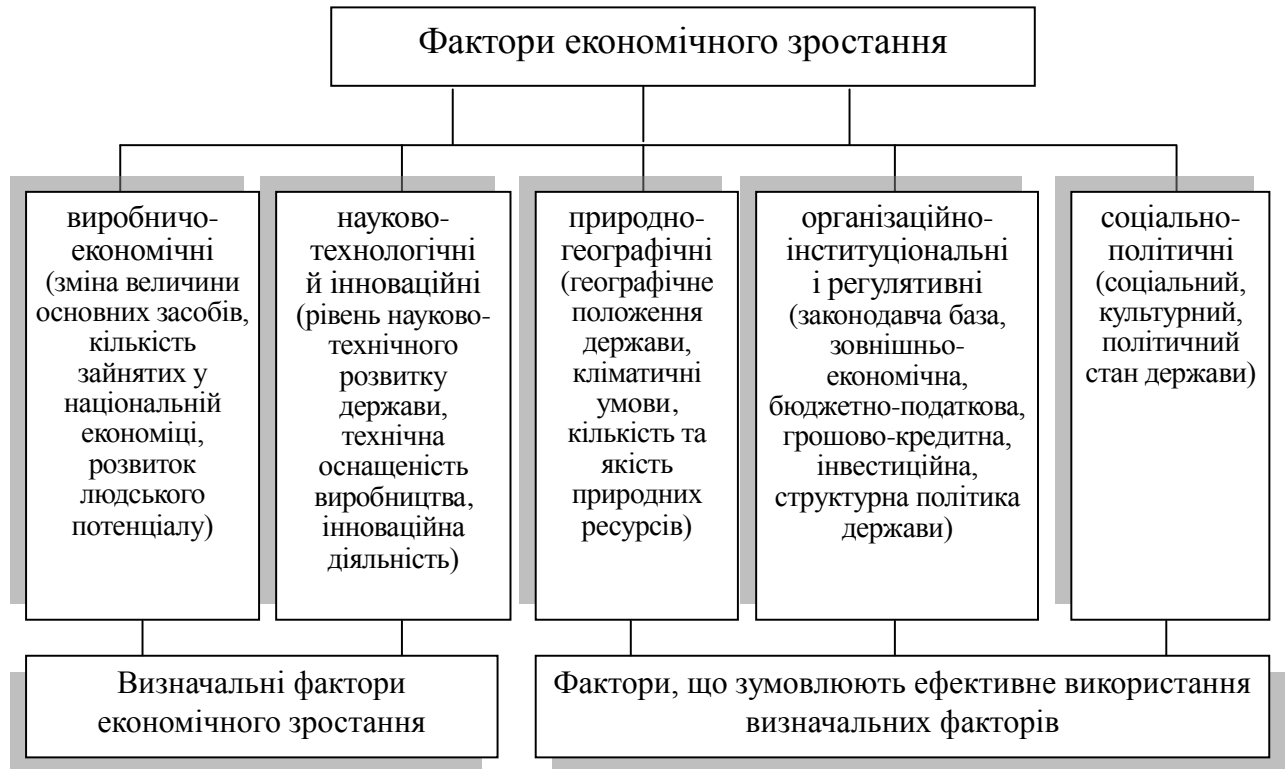 Фактори економічного зростання
виробничо-
економічні
(зміна величини
основних засобів,
кількість
зайнятих у
національній
економіці,
розвиток
людського
потенціалу)
науково-
технологічні
й інноваційні
(рівень науково-
технічного
розвитку
держави,
технічна
оснащеність
виробництва,
інноваційна
діяльність)
природно-
географічні
(географічне
положення
держави,
кліматичні
умови,
кількість та
якість
природних
ресурсів)
організаційно-
інституціональні
і регулятивні
(законодавча база,
зовнішньо-
економічна,
бюджетно-податкова,
грошово-кредитна,
інвестиційна,
структурна політика
держави)
соціально-
політичні
(соціальний,
культурний,
політичний
стан держави)
Визначальні фактори
економічного зростання
Фактори, що зумовлюють ефективне використання
визначальних факторів